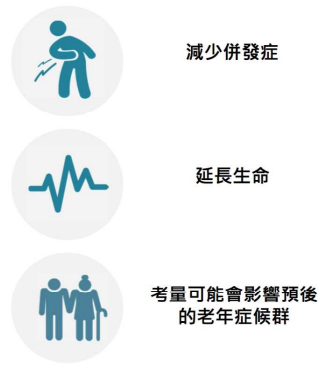 減少併發症
延長生命
考量可能會影響預後
的老年症候群